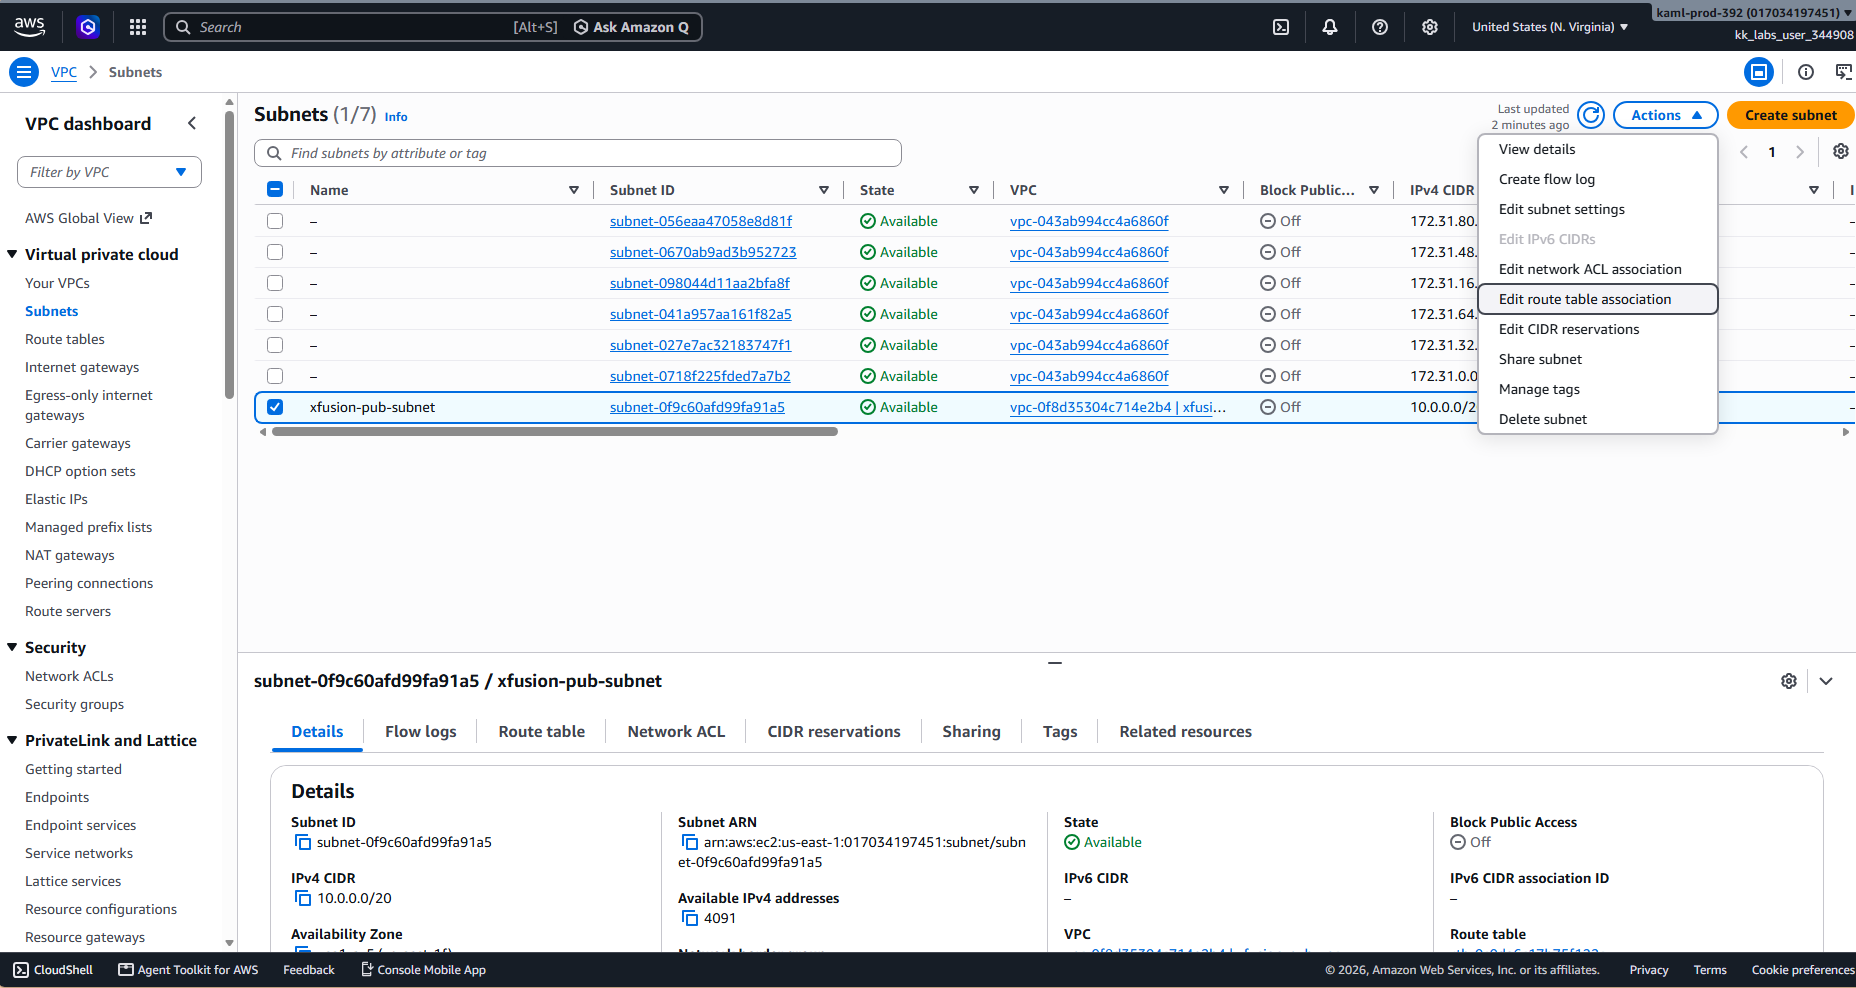 aws
Search [Alt+S] Ask Amazon Q
United States (N. Virginia)
kaml-prod-392 (017034197451)
kk_labs_user_344908
VPC Subnets
VPC dashboard
Filter by VPC
AWS Global View
Virtual private cloud
Your VPCs
Subnets
Route tables
Internet gateways
Egress-only internet
gateways
Carrier gateways
DHCP option sets
Elastic IPs
Managed prefix lists
NAT gateways
Peering connections
Route servers
Security
Network ACLs
Security groups
PrivateLink and Lattice
Getting started
Endpoints
Endpoint services
Service networks
Lattice services
Resource configurations
Resource gateways
Subnets (1/7) Info
Last updated
2 minutes ago
Actions
Create subnet
Find subnets by attribute or tag
1
View details
Create flow log
Edit subnet settings
Edit IPv6 CIDRs
Edit network ACL association
Edit route table association
Edit CIDR reservations
Share subnet
Manage tags
Delete subnet
Name Subnet ID State VPC Block Public... IPv4 CIDR
– subnet-056eaa47058e8d81f Available vpc-043ab994cc4a6860f Off 172.31.80. –
– subnet-0670ab9ad3b952723 Available vpc-043ab994cc4a6860f Off 172.31.48. –
– subnet-098044d11aa2bfa8f Available vpc-043ab994cc4a6860f Off 172.31.16. –
– subnet-041a957aa161f82a5 Available vpc-043ab994cc4a6860f Off 172.31.64. –
– subnet-027e7ac32183747f1 Available vpc-043ab994cc4a6860f Off 172.31.32. –
– subnet-0718f225fded7a7b2 Available vpc-043ab994cc4a6860f Off 172.31.0.0 –
xfusion-pub-subnet subnet-0f9c60afd99fa91a5 Available vpc-0f8d35304c714e2b4 | xfusi... Off 10.0.0.0/2 –
subnet-0f9c60afd99fa91a5 / xfusion-pub-subnet
Details Flow logs Route table Network ACL CIDR reservations Sharing Tags Related resources
Details
Subnet ID
subnet-0f9c60afd99fa91a5
IPv4 CIDR
10.0.0.0/20
Availability Zone
Subnet ARN
arn:aws:ec2:us-east-1:017034197451:subnet/subn
et-0f9c60afd99fa91a5
Available IPv4 addresses
4091
State
Available
IPv6 CIDR
–
VPC
Block Public Access
Off
IPv6 CIDR association ID
–
Route table
CloudShell Agent Toolkit for AWS Feedback Console Mobile App
© 2026, Amazon Web Services, Inc. or its affiliates. Privacy Terms Cookie preferences